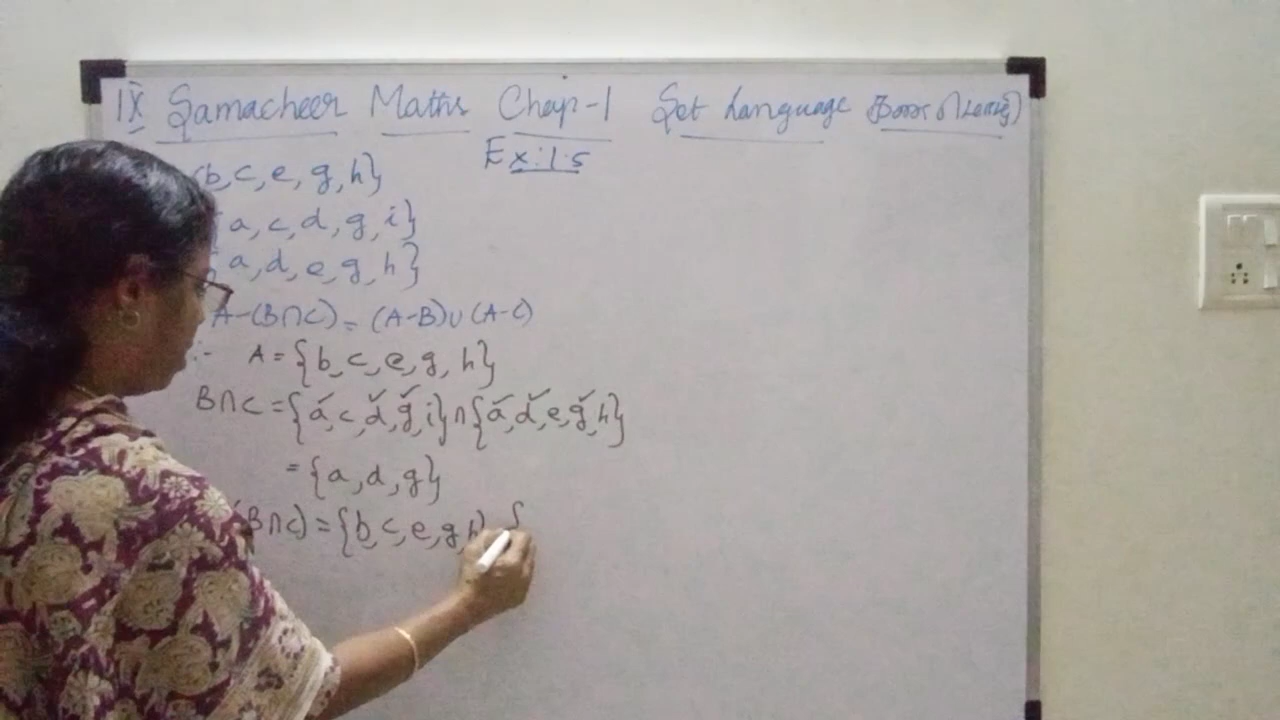 IX Samacheer Maths Chap-1 Set Language
Ex:1.5
b, c, e, g, h}
{a, c, d, g, i}
{a, d, e, g, h}
A-(B∩C) = (A-B)∪(A-C)
A = {b, c, e, g, h}
B∩C = {a, c, d, g, i}∩{a, d, e, g, h}
= {a, d, g}
(B∩C) = {b, c, e, g, h} {